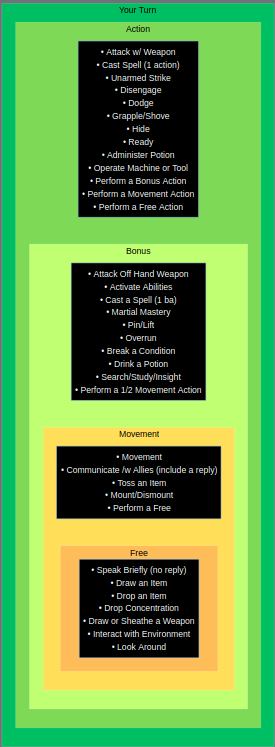 Your Turn
Action
• Attack w/ Weapon
• Cast Spell (1 action)
• Unarmed Strike
• Disengage
• Dodge
• Grapple/Shove
• Hide
• Ready
• Administer Potion
• Operate Machine or Tool
• Perform a Bonus Action
• Perform a Movement Action
• Perform a Free Action
Bonus
• Attack Off Hand Weapon
• Activate Abilities
• Cast a Spell (1 ba)
• Martial Mastery
• Pin/Lift
• Overrun
• Break a Condition
• Drink a Potion
• Search/Study/Insight
• Perform a 1/2 Movement Action
Movement
• Movement
• Communicate /w Allies (include a reply)
• Toss an Item
• Mount/Dismount
• Perform a Free
Free
• Speak Briefly (no reply)
• Draw an Item
• Drop an Item
• Drop Concentration
• Draw or Sheathe a Weapon
• Interact with Environment
• Look Around